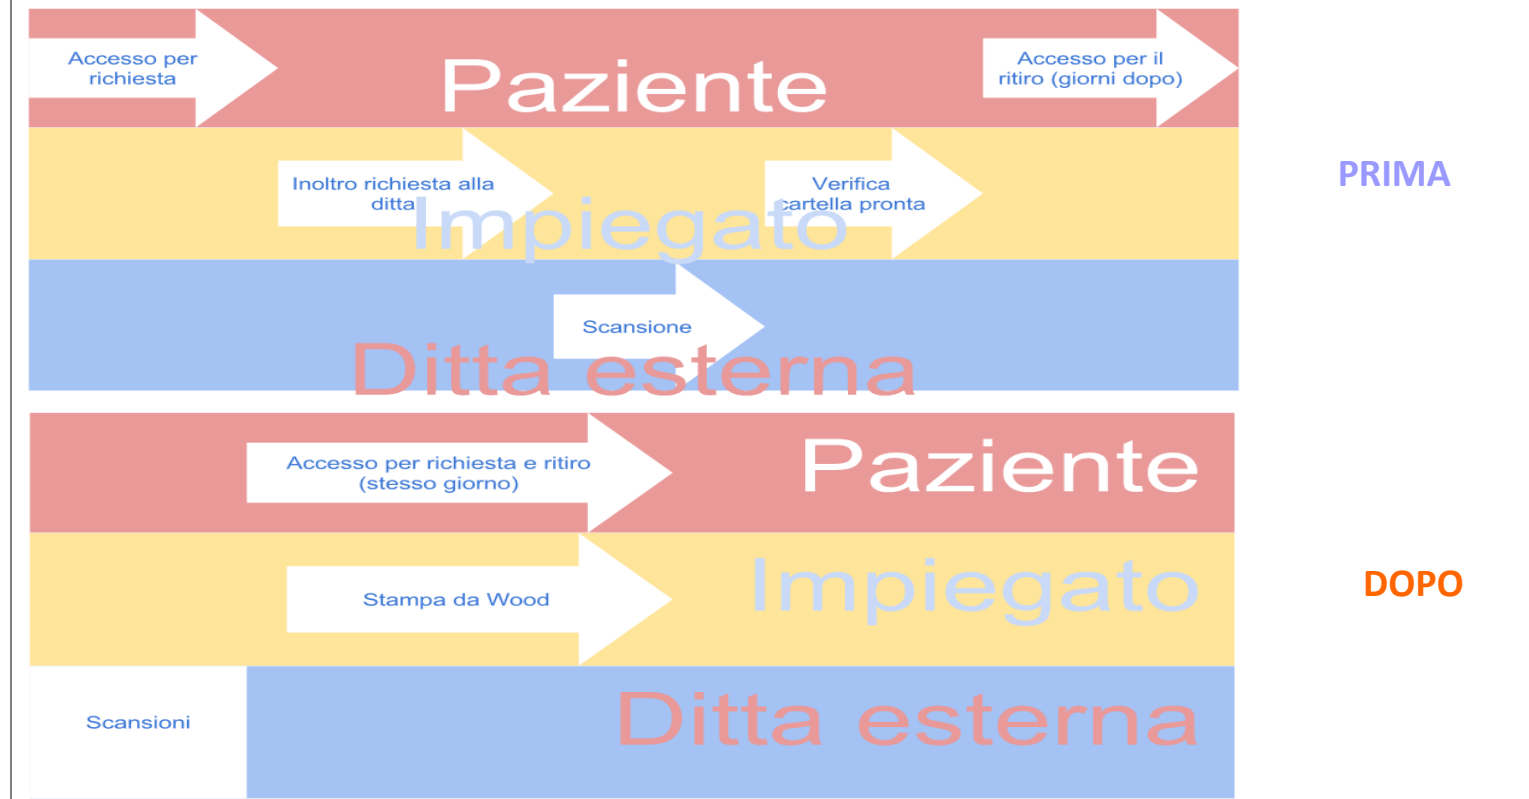 Accesso per
richiesta
Paziente
Accesso per il
ritiro (giorni dopo)
Inoltro richiesta alla
ditta
Impiegato
Verifica
cartella pronta
PRIMA
Scansione
Ditta esterna
Accesso per richiesta e ritiro
(stesso giorno)
Paziente
Stampa da Wood
Impiegato
DOPO
Scansioni
Ditta esterna